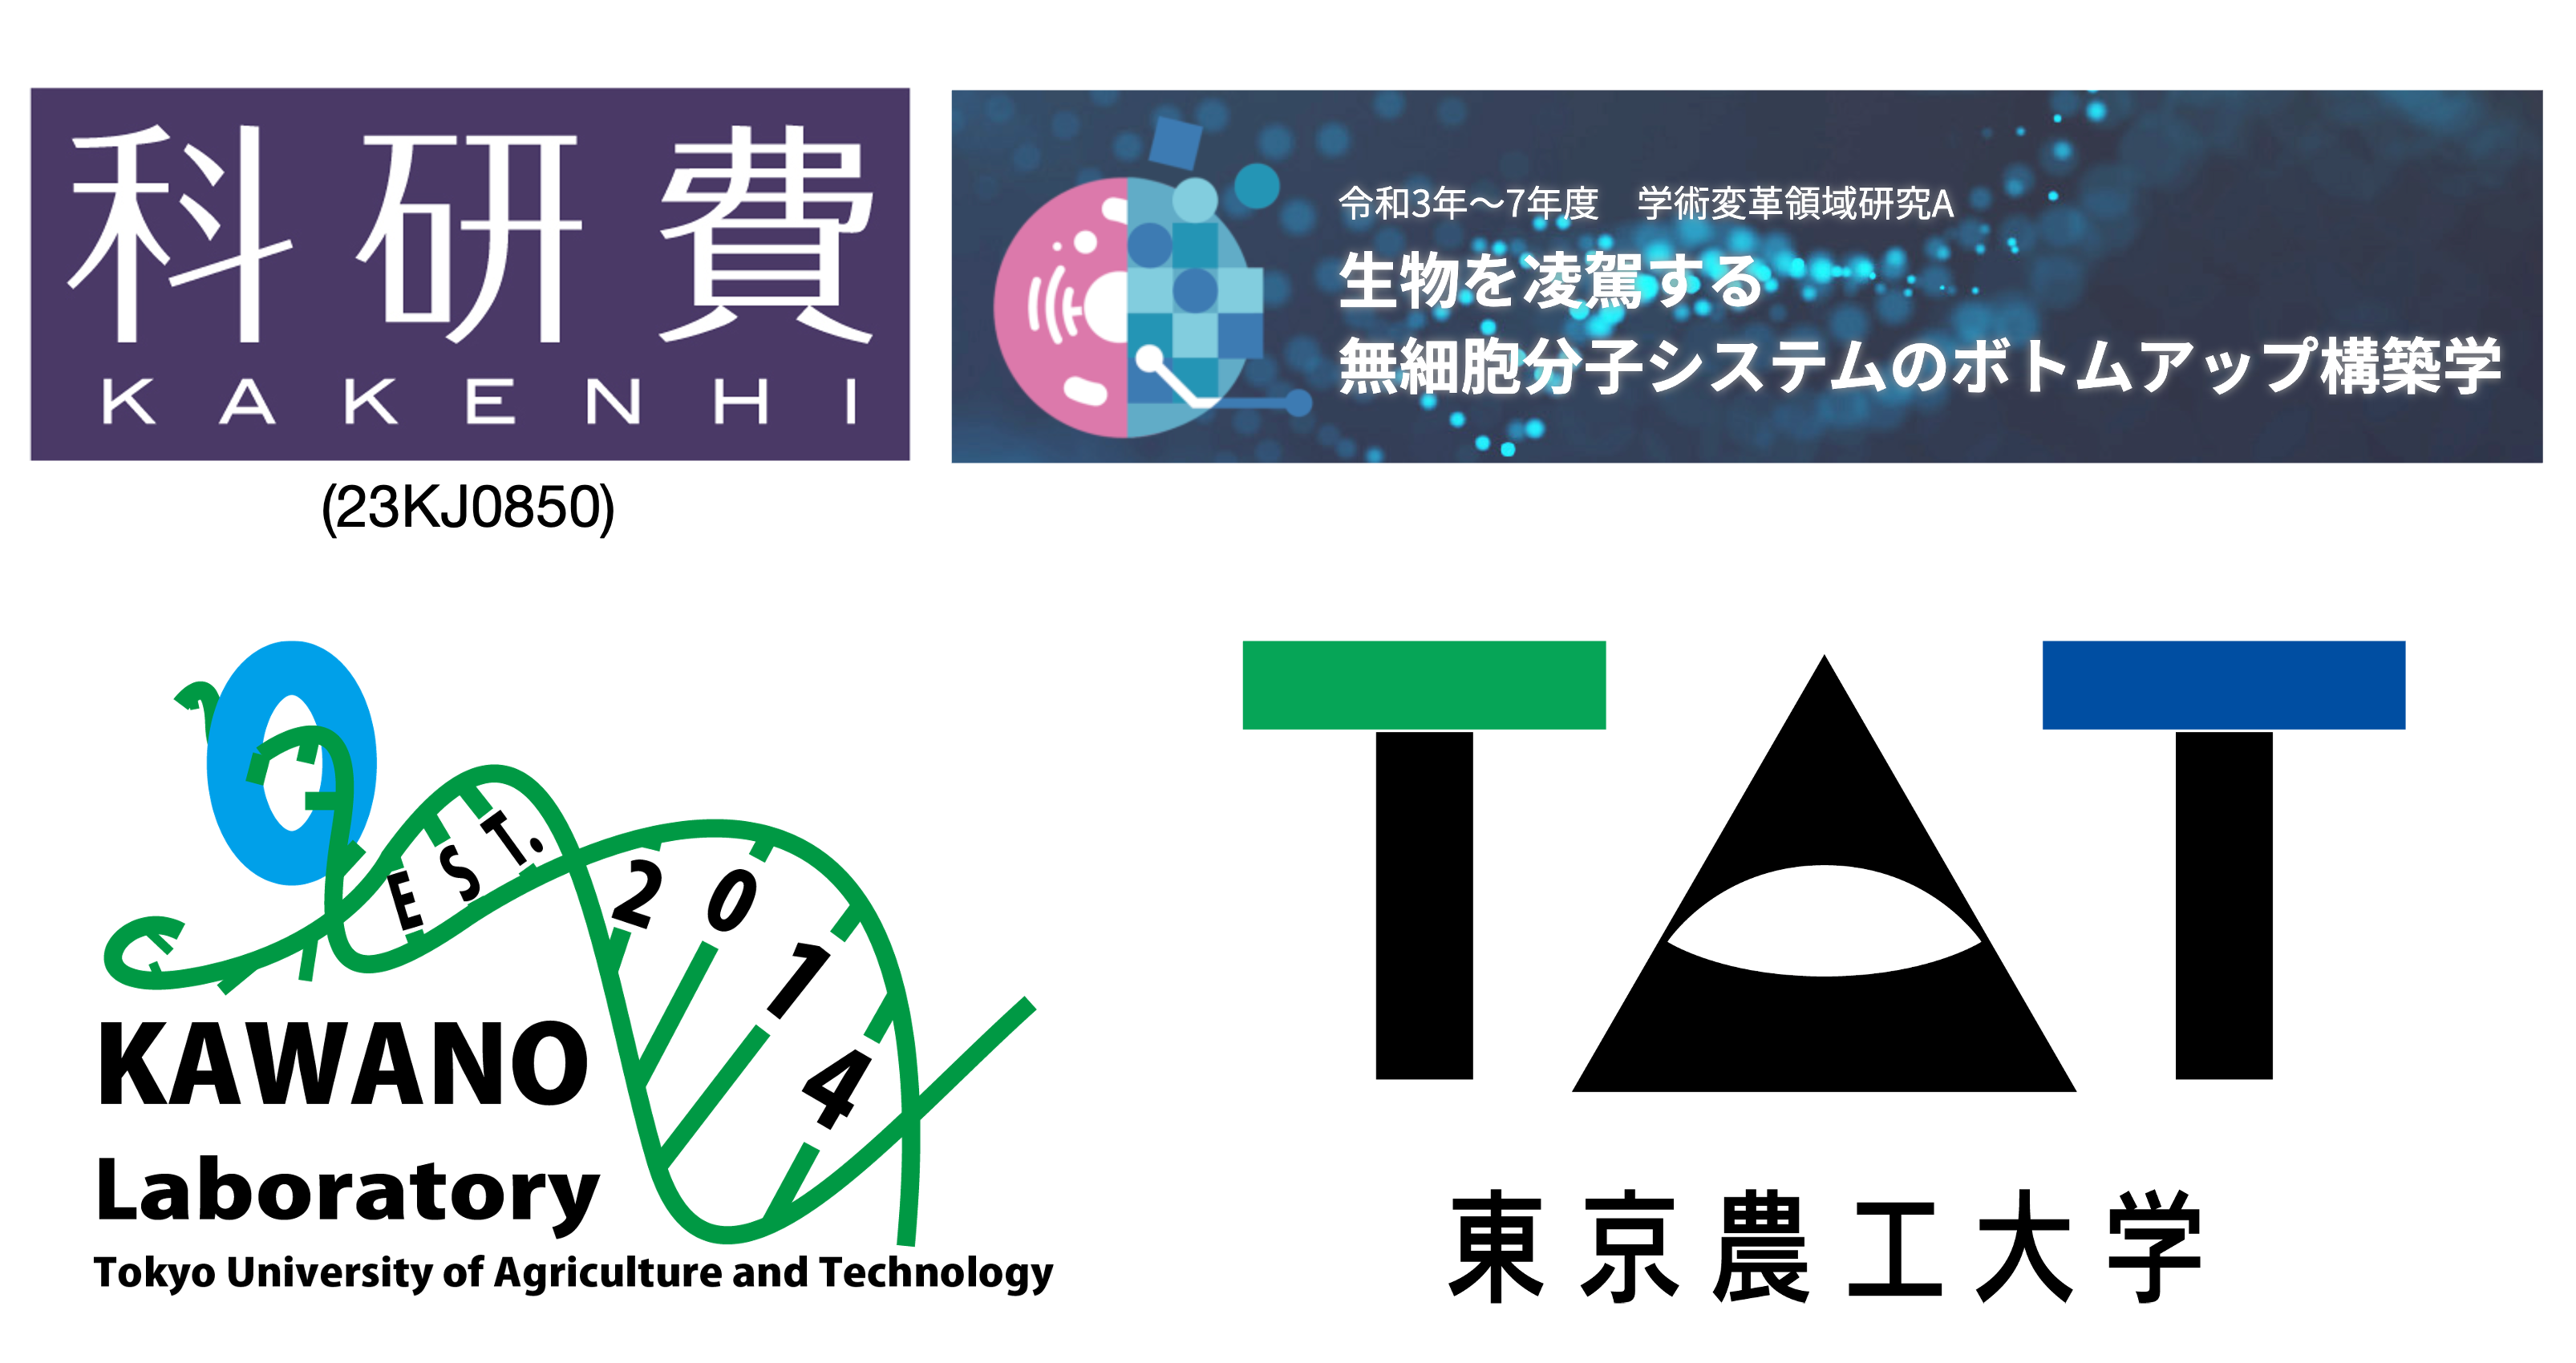 科研費
KAKENHI
(23KJ0850)
令和3年～7年度　学術変革領域研究A
生物を凌駕する
無細胞分子システムのボトムアップ構築学
EST. 2014
KAWANO
Laboratory
Tokyo University of Agriculture and Technology
TAT
東京農工大学